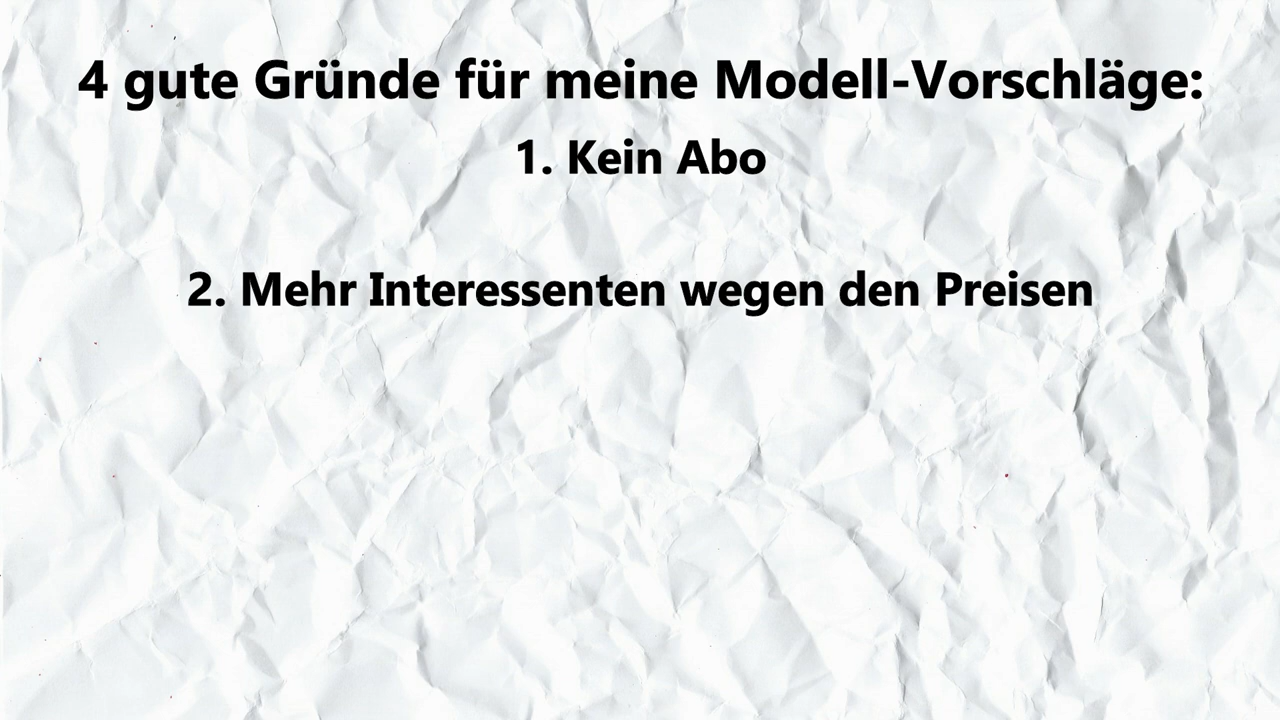 4 gute Gründe für meine Modell-Vorschläge:
1. Kein Abo
2. Mehr Interessenten wegen den Preisen